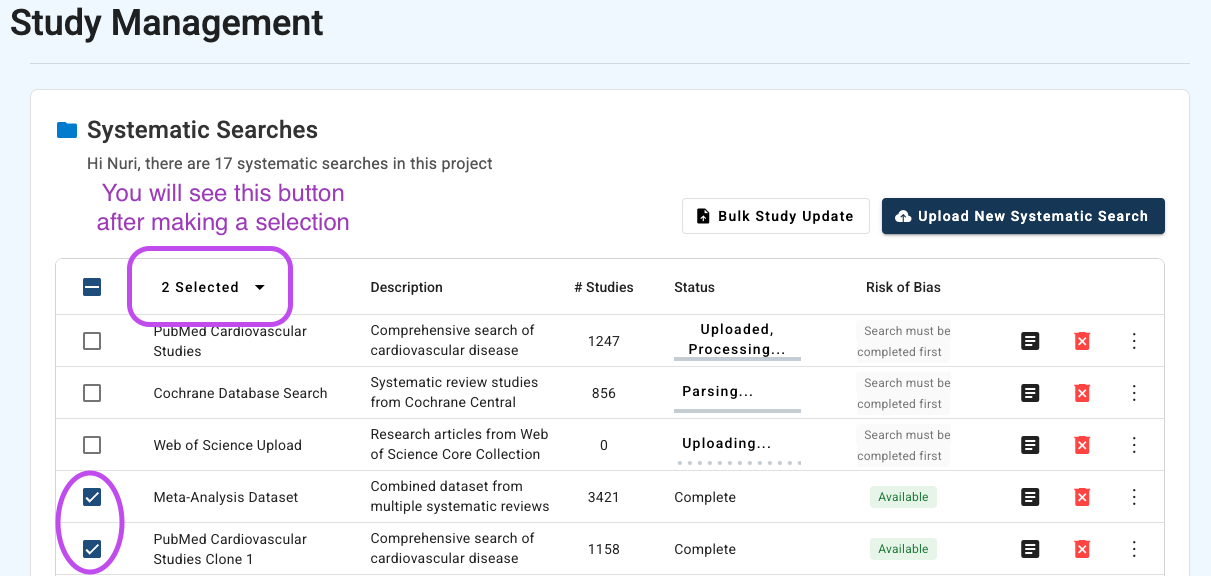 Study Management
Systematic Searches
Hi Nuri, there are 17 systematic searches in this project
You will see this button
after making a selection
Bulk Study Update
Upload New Systematic Search
2 Selected
Description
# Studies
Status
Risk of Bias
PubMed Cardiovascular
Studies
Comprehensive search of
cardiovascular disease
1247
Uploaded,
Processing...
Search must be
completed first
Cochrane Database Search
Systematic review studies
from Cochrane Central
856
Parsing...
Search must be
completed first
Web of Science Upload
Research articles from Web
of Science Core Collection
0
Uploading...
Search must be
completed first
Meta-Analysis Dataset
Combined dataset from
multiple systematic reviews
3421
Complete
Available
PubMed Cardiovascular
Studies Clone 1
Comprehensive search of
cardiovascular disease
1158
Complete
Available